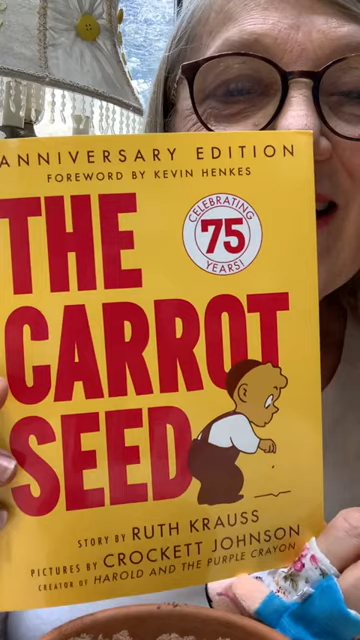 ANNIVERSARY EDITION
FOREWORD BY KEVIN HENKES
CELEBRATING
75
YEARS!
THE
CARROT
SEED
STORY BY RUTH KRAUSS
PICTURES BY CROCKETT JOHNSON
CREATOR OF HAROLD AND THE PURPLE CRAYON